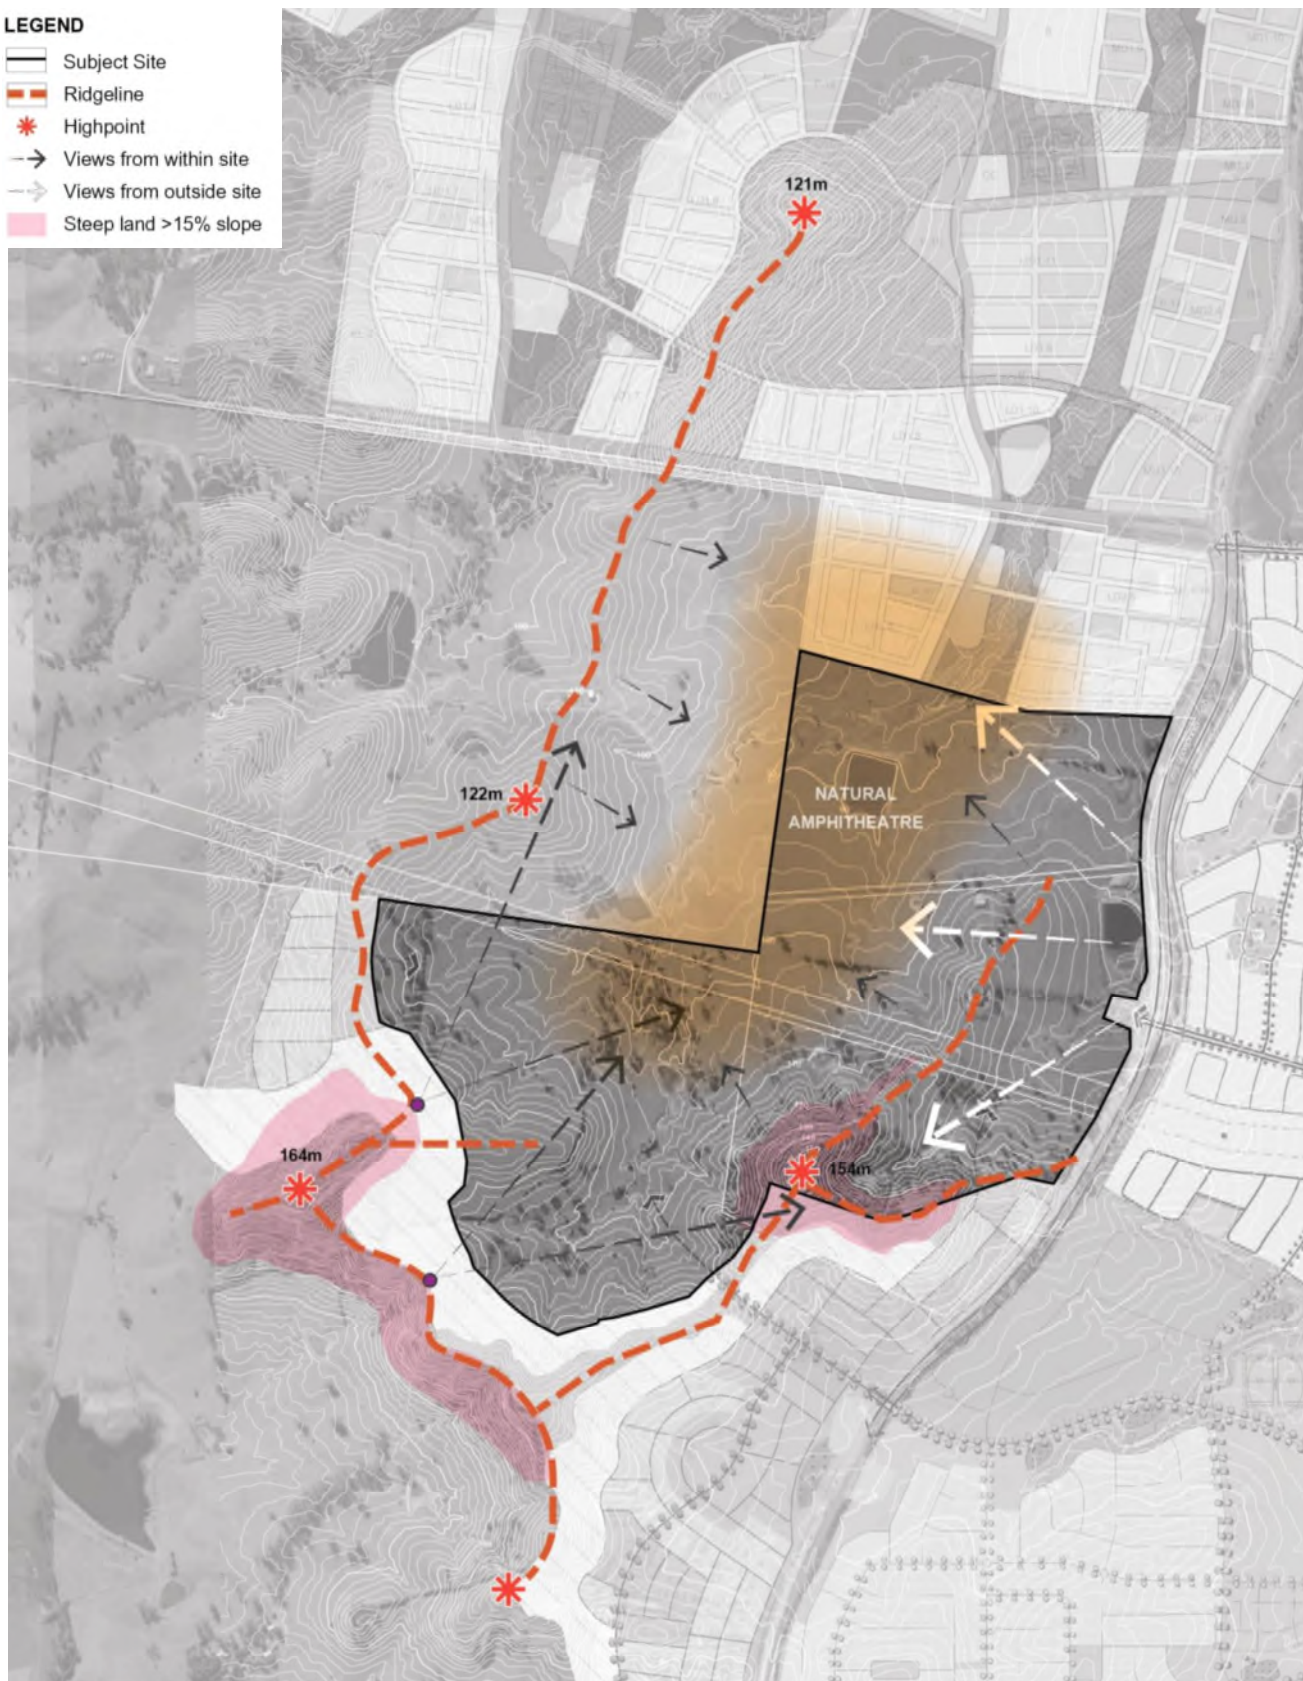 LEGEND
Subject Site
Ridgeline
Highpoint
Views from within site
Views from outside site
Steep land >15% slope
121m
122m
NATURAL
AMPHITHEATRE
164m
154m